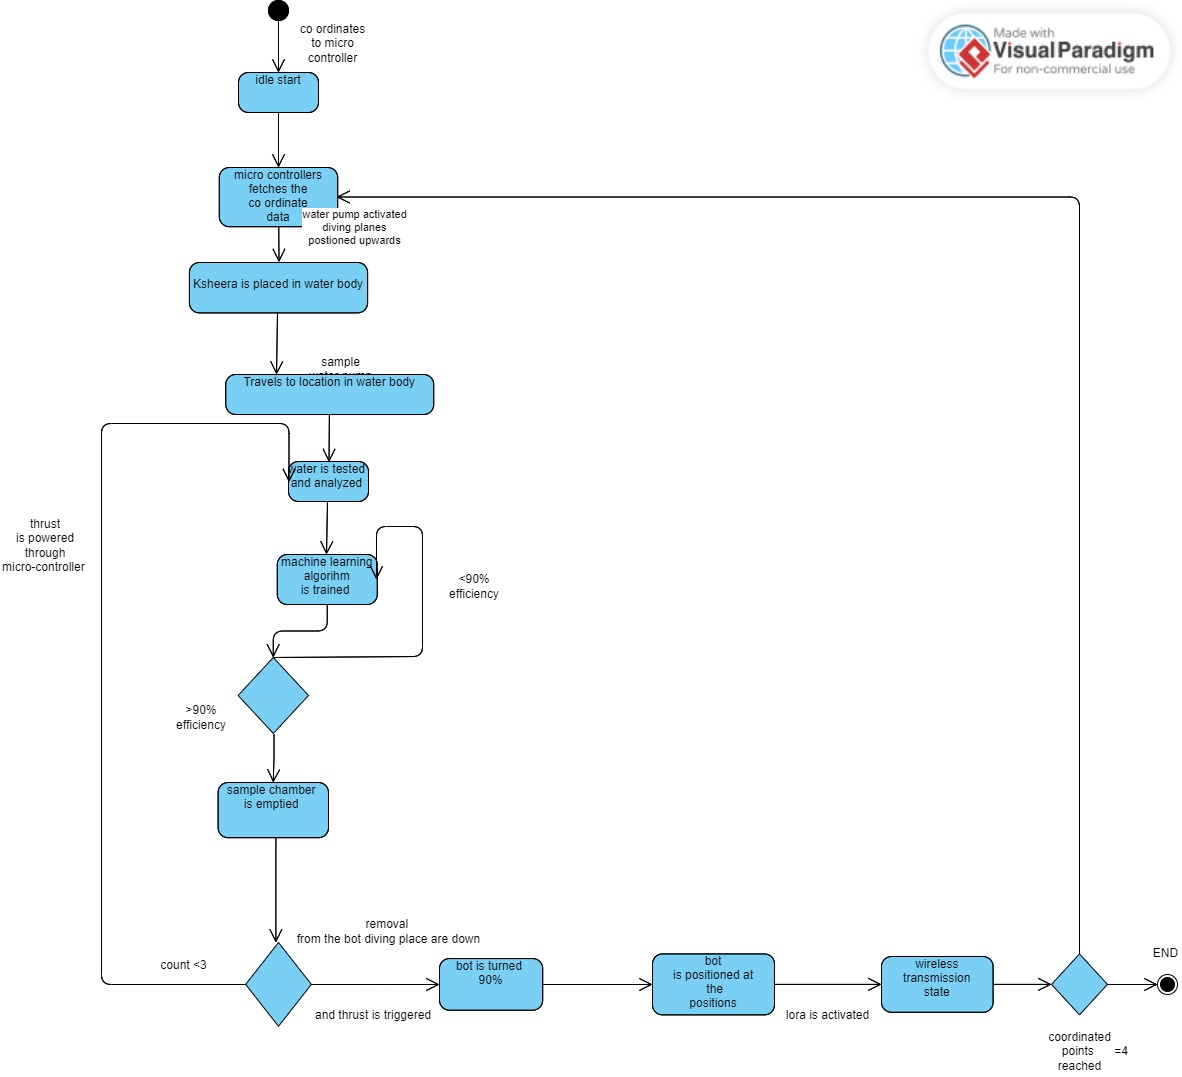 co ordinates
to micro
controller
Made with
Visual Paradigm
For non-commercial use
idle start
micro controllers
fetches the
co ordinate
data
water pump activated
diving planes
postioned upwards
Ksheera is placed in water body
sample
Travels to location in water body
water is tested
and analyzed
thrust
is powered
through
micro-controller
machine learning
algorihm
is trained
<90%
efficiency
>90%
efficiency
sample chamber
is emptied
removal
from the bot diving place are down
count <3
bot is turned
90%
and thrust is triggered
bot
is positioned at
the
positions
lora is activated
wireless
transmission
state
END
coordinated
points =4
reached